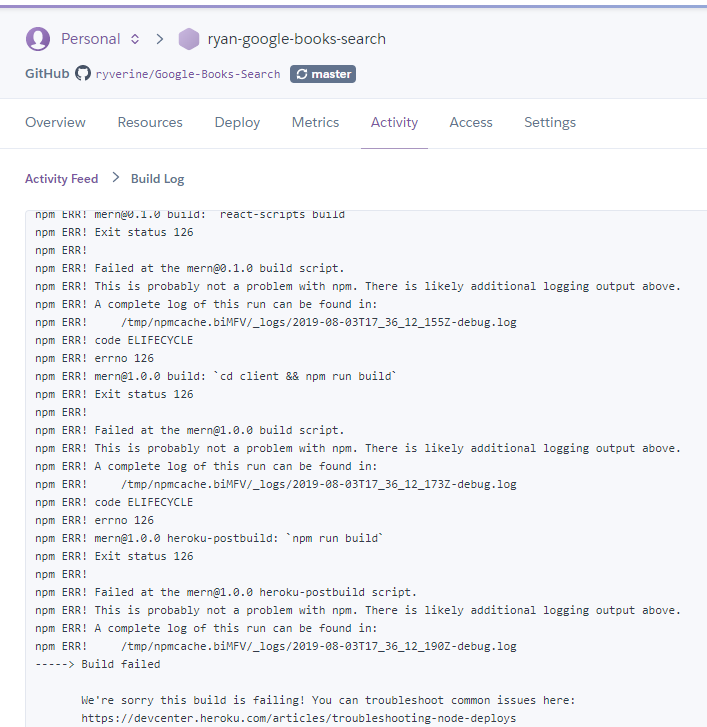 Personal ryan-google-books-search
GitHub ryverine/Google-Books-Search master
Overview Resources Deploy Metrics Activity Access Settings
Activity Feed > Build Log
npm ERR! mern@0.1.0 build: `react-scripts build`
npm ERR! Exit status 126
npm ERR!
npm ERR! Failed at the mern@0.1.0 build script.
npm ERR! This is probably not a problem with npm. There is likely additional logging output above.
npm ERR! A complete log of this run can be found in:
npm ERR!     /tmp/npmcache.biMFV/_logs/2019-08-03T17_36_12_155Z-debug.log
npm ERR! code ELIFECYCLE
npm ERR! errno 126
npm ERR! mern@1.0.0 build: `cd client && npm run build`
npm ERR! Exit status 126
npm ERR!
npm ERR! Failed at the mern@1.0.0 build script.
npm ERR! This is probably not a problem with npm. There is likely additional logging output above.
npm ERR! A complete log of this run can be found in:
npm ERR!     /tmp/npmcache.biMFV/_logs/2019-08-03T17_36_12_173Z-debug.log
npm ERR! code ELIFECYCLE
npm ERR! errno 126
npm ERR! mern@1.0.0 heroku-postbuild: `npm run build`
npm ERR! Exit status 126
npm ERR!
npm ERR! Failed at the mern@1.0.0 heroku-postbuild script.
npm ERR! This is probably not a problem with npm. There is likely additional logging output above.
npm ERR! A complete log of this run can be found in:
npm ERR!     /tmp/npmcache.biMFV/_logs/2019-08-03T17_36_12_190Z-debug.log
-----> Build failed
We're sorry this build is failing! You can troubleshoot common issues here:
https://devcenter.heroku.com/articles/troubleshooting-node-deploys